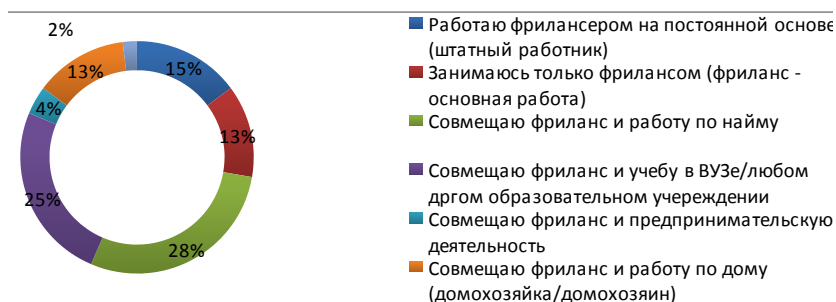 2%
13%
15%
4%
13%
25%
28%
Работаю фрилансером на постоянной основе
(штатный работник)
Занимаюсь только фрилансом (фриланс -
основная работа)
Совмещаю фриланс и работу по найму
Совмещаю фриланс и учебу в ВУЗе/любом
дргом образовательном учереждении
Совмещаю фриланс и предпринимательскую
деятельность
Совмещаю фриланс и работу по дому
(домохозяйка/домохозяин)